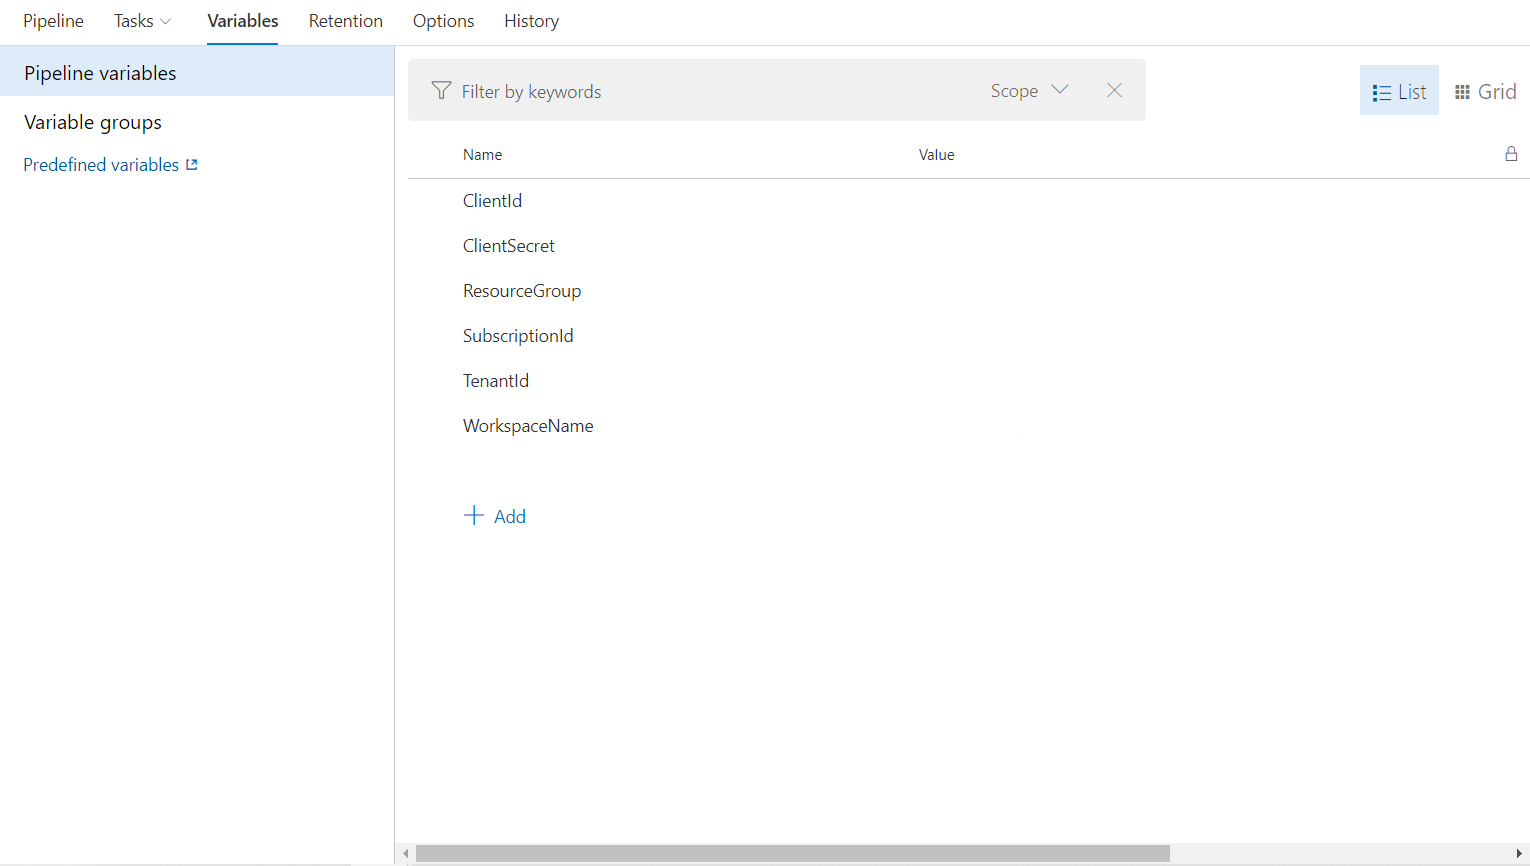 Pipeline Tasks Variables Retention Options History
Pipeline variables
Variable groups
Predefined variables
Filter by keywords Scope
List Grid
Name Value
ClientId
ClientSecret
ResourceGroup
SubscriptionId
TenantId
WorkspaceName
Add